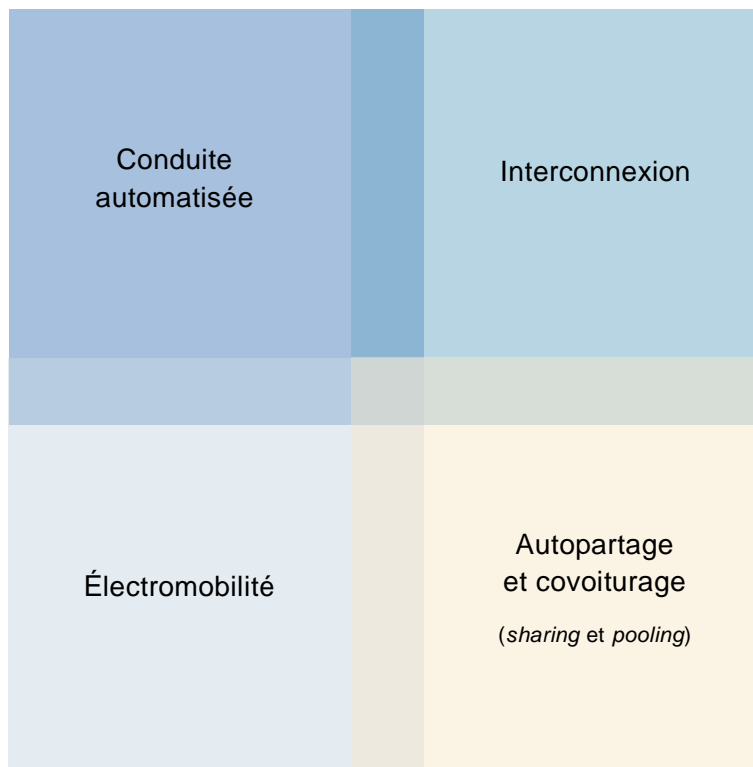 Conduite
automatisée
Interconnexion
Électromobilité
Autopartage
et covoiturage
(sharing et pooling)